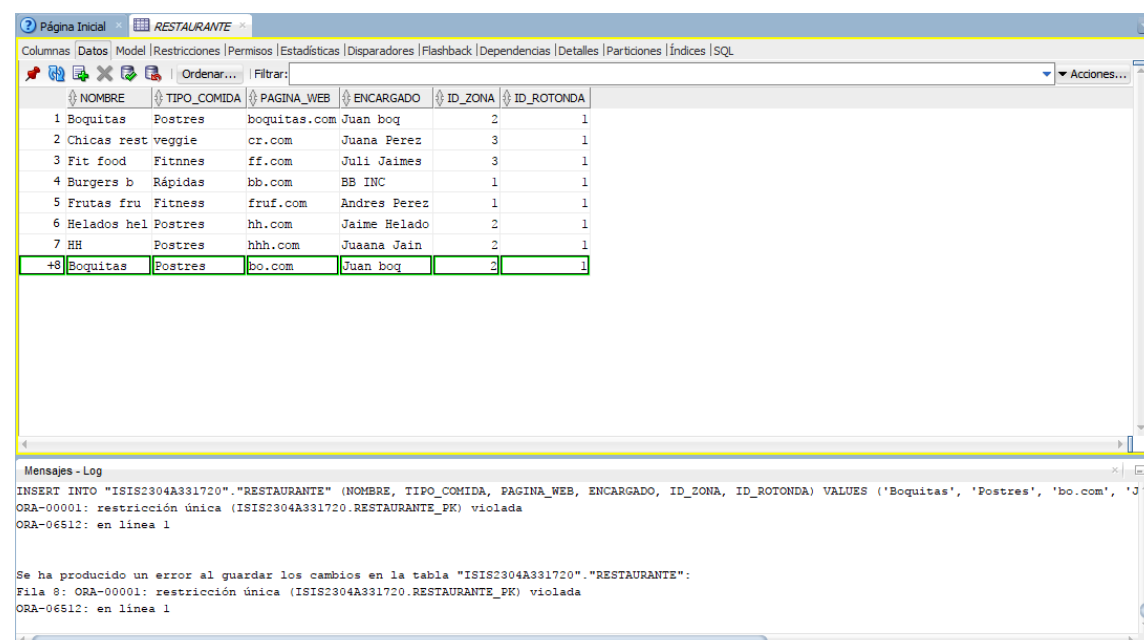 Página Inicial RESTAURANTE
Columnas Datos Model Restricciones Permisos Estadísticas Disparadores Flashback Dependencias Detalles Particiones Índices SQL
Ordenar... Filtrar: Acciones...
NOMBRE TIPO_COMIDA PAGINA_WEB ENCARGADO ID_ZONA ID_ROTONDA
1 Boquitas Postres boquitas.com Juan boq 2 1
2 Chicas rest veggie cr.com Juana Perez 3 1
3 Fit food Fitnnes ff.com Juli Jaimes 3 1
4 Burgers b Rápidas bb.com BB INC 1 1
5 Frutas fru Fitness fruf.com Andres Perez 1 1
6 Helados hel Postres hh.com Jaime Helado 2 1
7 HH Postres hhh.com Juaana Jain 2 1
+8 Boquitas Postres bo.com Juan boq 2 1
Mensajes - Log
INSERT INTO "ISIS2304A331720"."RESTAURANTE" (NOMBRE, TIPO_COMIDA, PAGINA_WEB, ENCARGADO, ID_ZONA, ID_ROTONDA) VALUES ('Boquitas', 'Postres', 'bo.com', 'J
ORA-00001: restricción única (ISIS2304A331720.RESTAURANTE_PK) violada
ORA-06512: en línea 1
Se ha producido un error al guardar los cambios en la tabla "ISIS2304A331720"."RESTAURANTE":
Fila 8: ORA-00001: restricción única (ISIS2304A331720.RESTAURANTE_PK) violada
ORA-06512: en línea 1